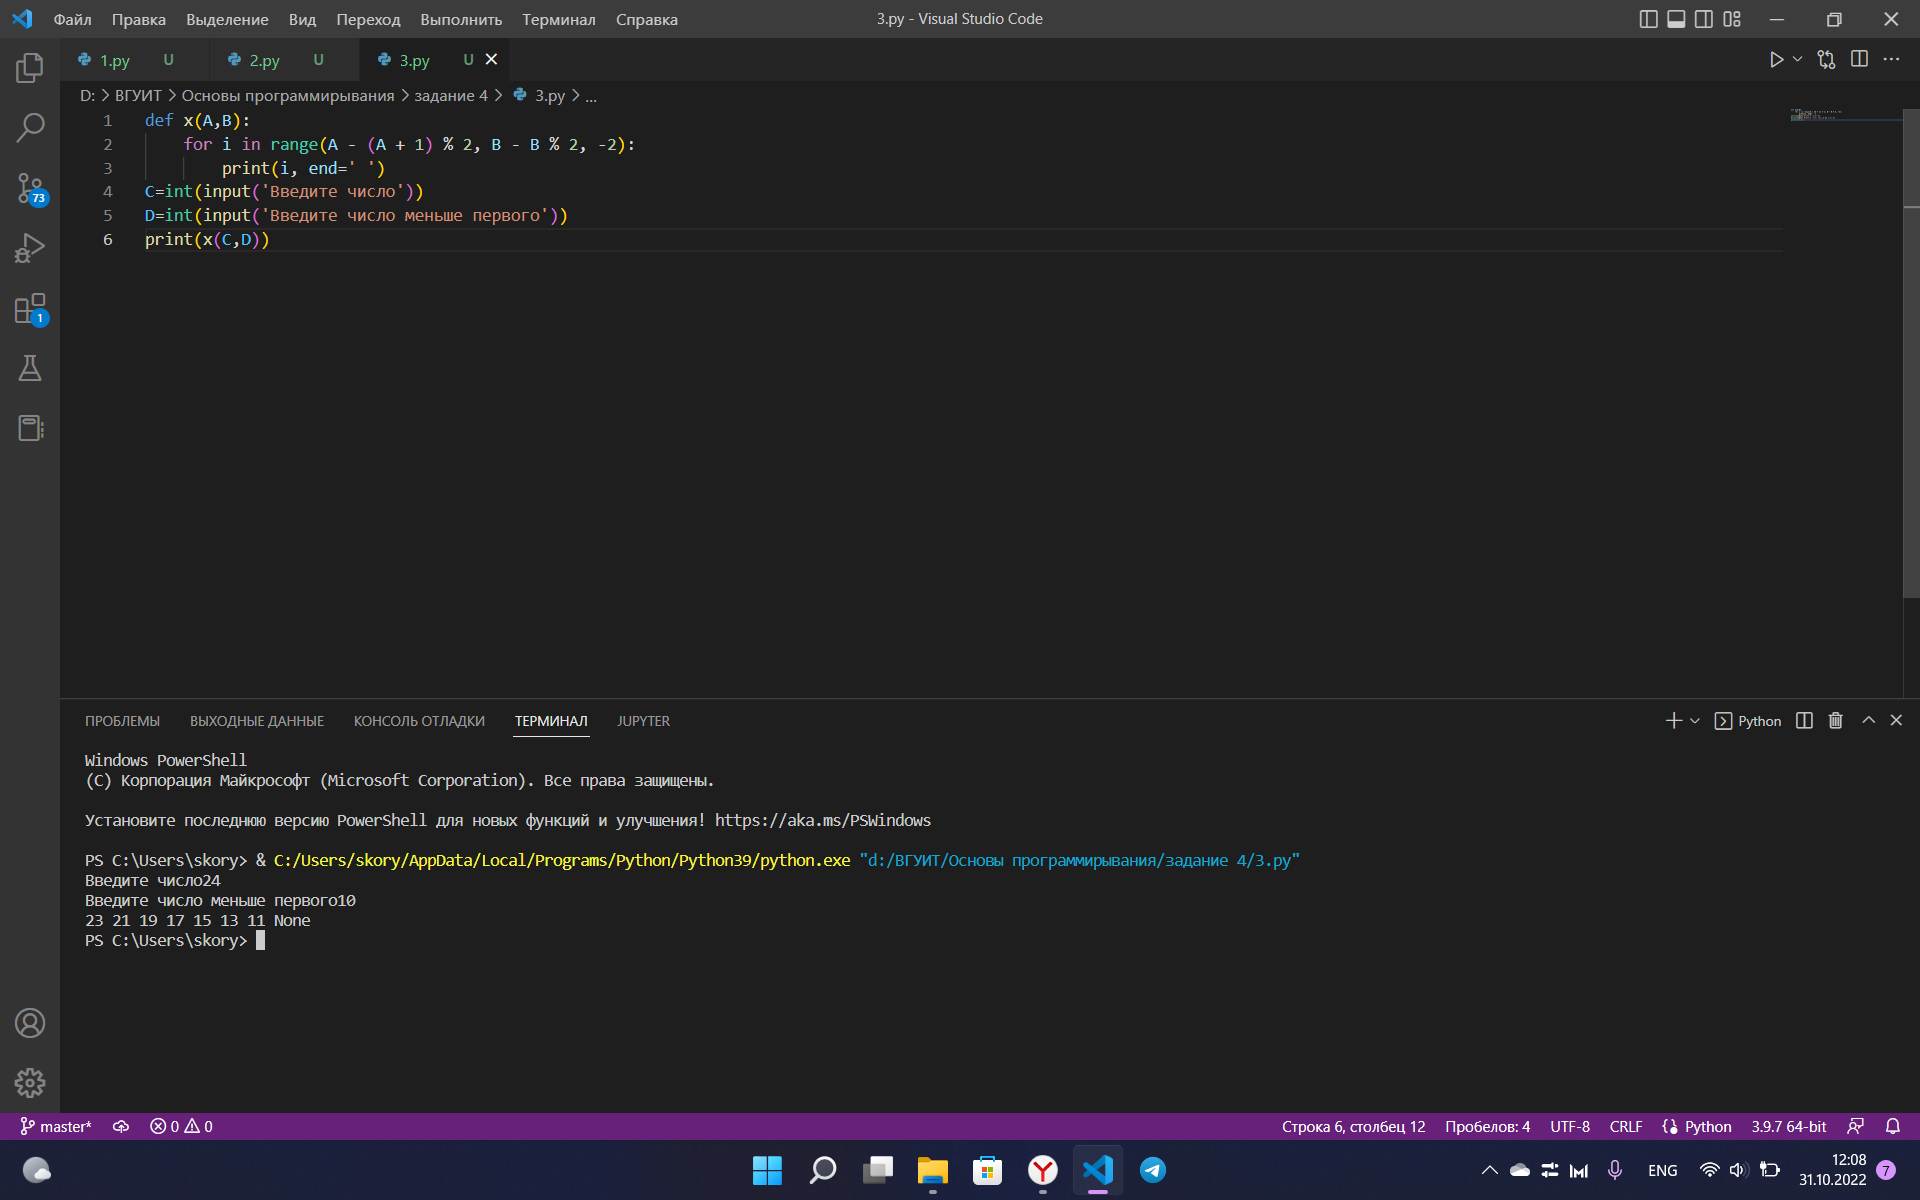 Файл Правка Выделение Вид Переход Выполнить Терминал Справка 3.py - Visual Studio Code
1.py U 2.py U 3.py U
D: > ВГУИТ > Основы программирывания > задание 4 > 3.py > ...
1 def x(A,B):
2 for i in range(A - (A + 1) % 2, B - B % 2, -2):
3 print(i, end=' ')
4 C=int(input('Введите число'))
5 D=int(input('Введите число меньше первого'))
6 print(x(C,D))
73
1
ПРОБЛЕМЫ ВЫХОДНЫЕ ДАННЫЕ КОНСОЛЬ ОТЛАДКИ ТЕРМИНАЛ JUPYTER Python
Windows PowerShell
(C) Корпорация Майкрософт (Microsoft Corporation). Все права защищены.
Установите последнюю версию PowerShell для новых функций и улучшения! https://aka.ms/PSWindows
PS C:\Users\skory> & C:/Users/skory/AppData/Local/Programs/Python/Python39/python.exe "d:/ВГУИТ/Основы программирывания/задание 4/3.py"
Введите число24
Введите число меньше первого10
23 21 19 17 15 13 11 None
PS C:\Users\skory>
master* 0 0 Строка 6, столбец 12 Пробелов: 4 UTF-8 CRLF Python 3.9.7 64-bit
ENG 12:08 7
31.10.2022